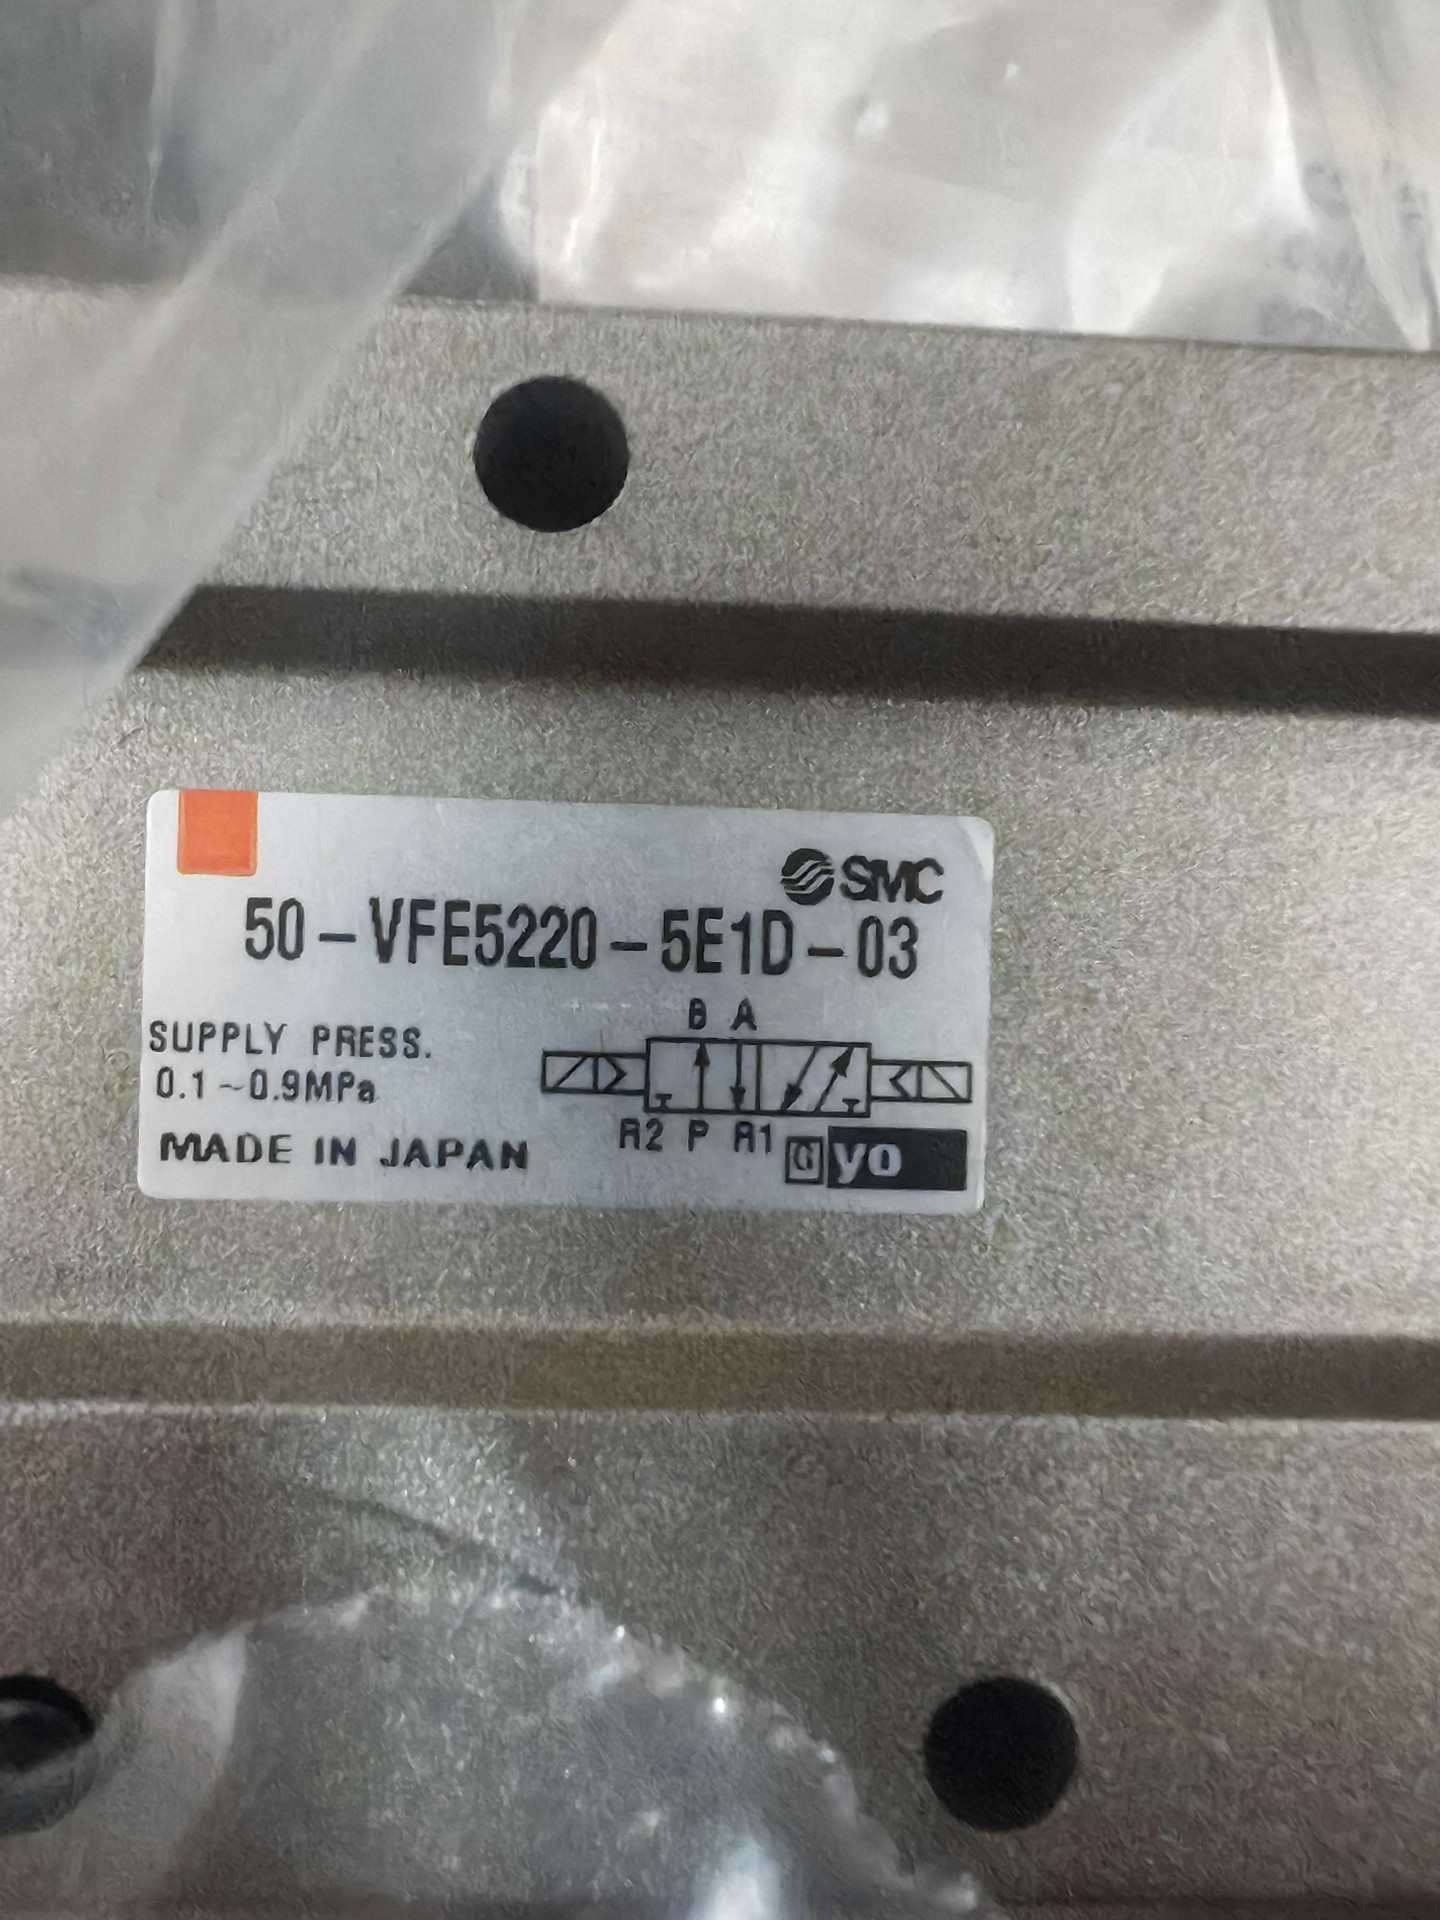 SMC
50-VFE5220-5E1D-03
SUPPLY PRESS.
0.1~0.9MPa
B A
R2 P R1
MADE IN JAPAN
G yo